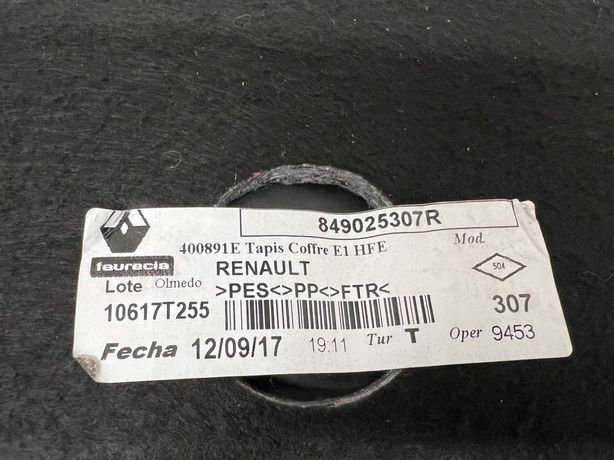 849025307R
400891E Tapis Coffre E1 HFE
Mod.
faurecia
RENAULT
504
Lote Olmedo
>PES<>PP<>FTR<
10617T255
307
Fecha 12/09/17 19:11 Tur T Oper 9453